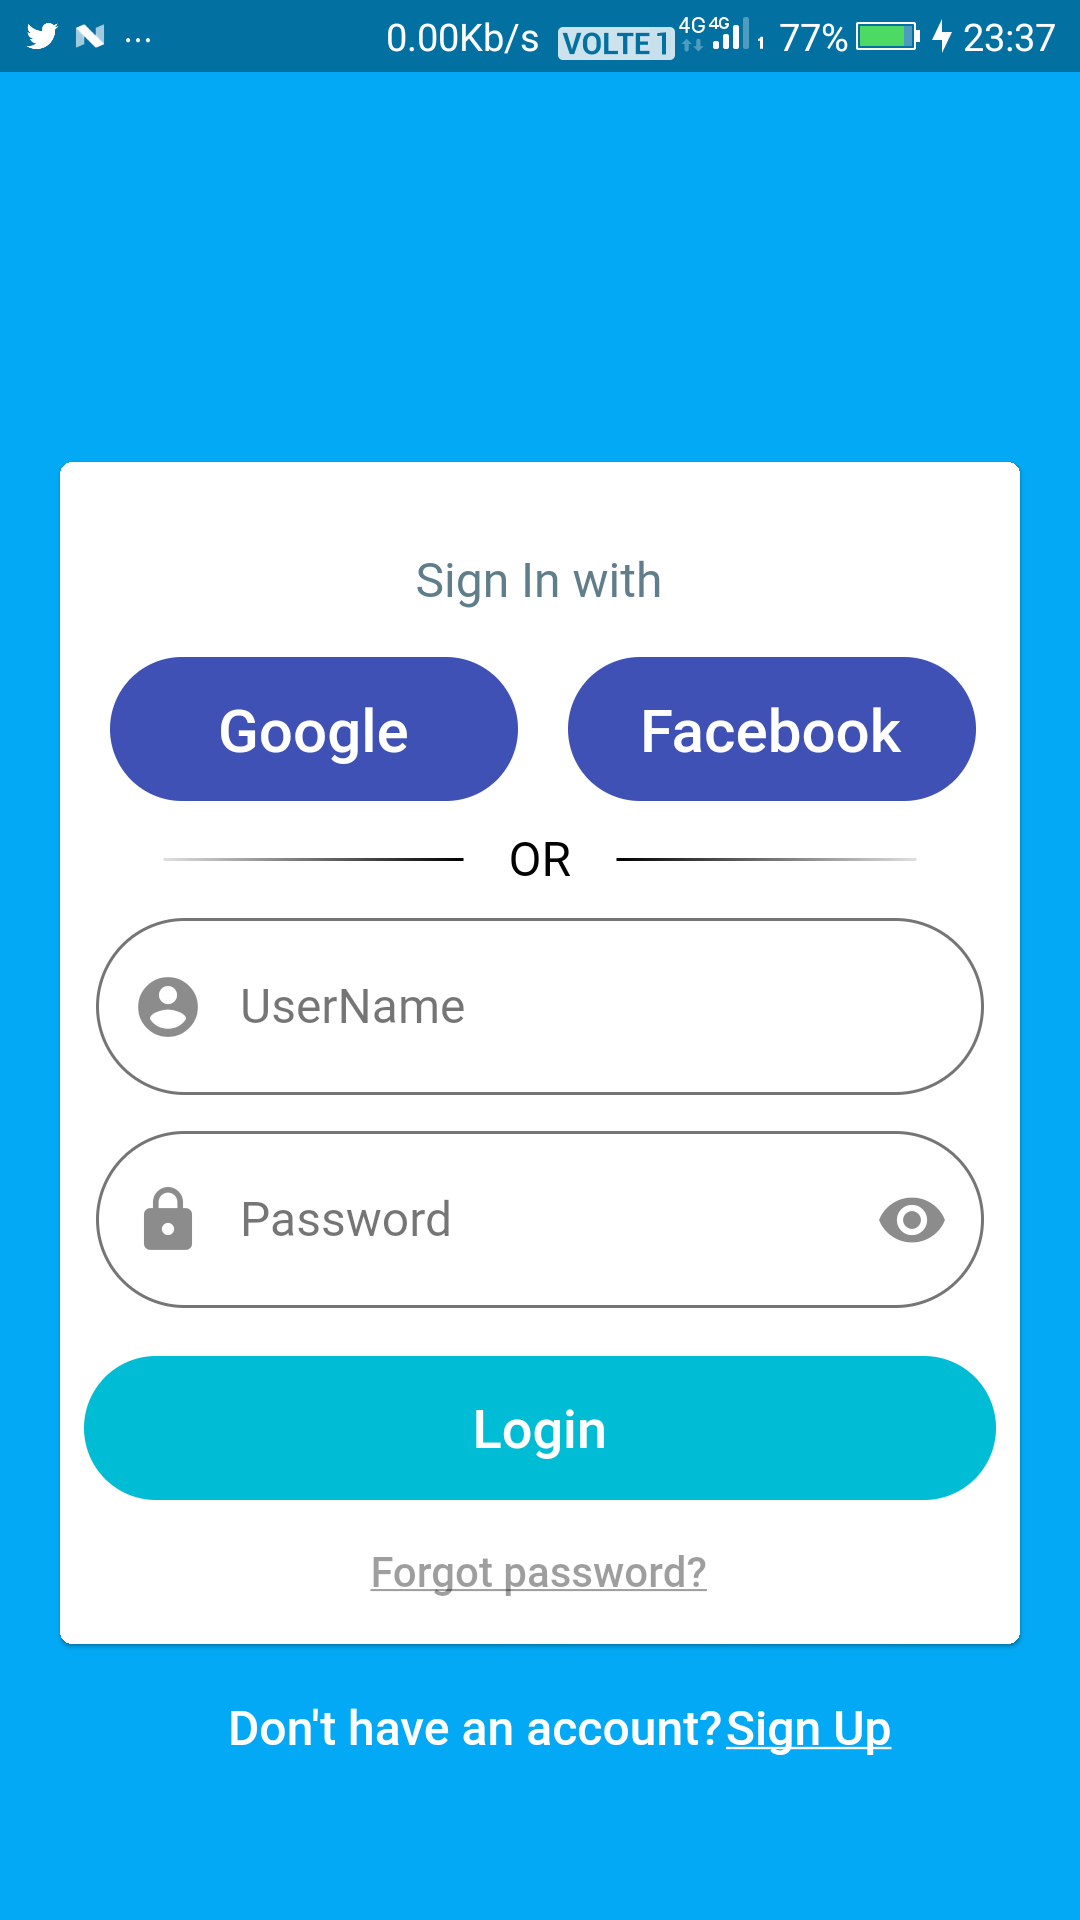 0.00Kb/s VOLTE 1 4G 4G 1 77% 23:37
Sign In with
Google Facebook
OR
UserName
Password
Login
Forgot password?
Don't have an account? Sign Up